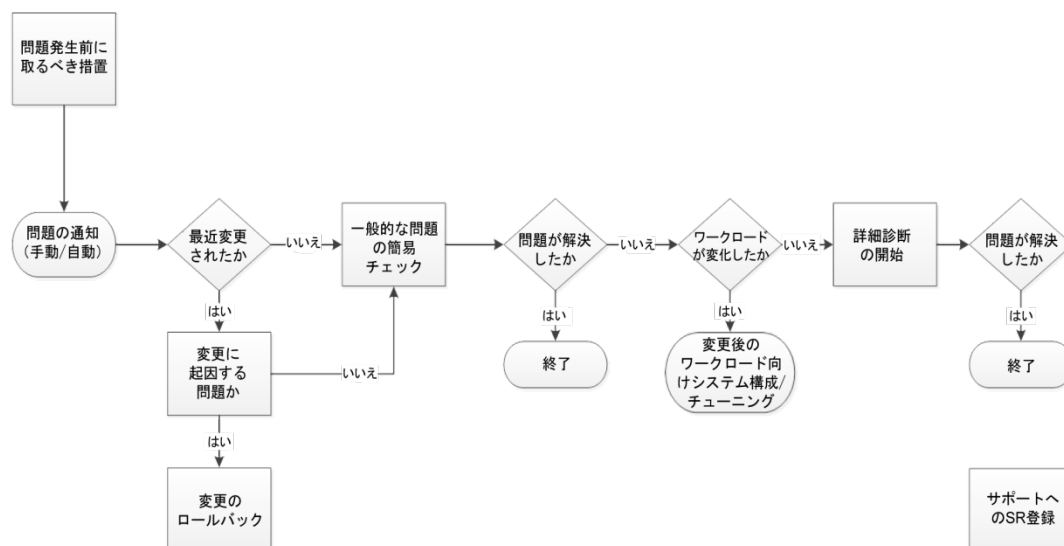 問題発生前に
取るべき措置
問題の通知
(手動/自動)
最近変更
されたか
いいえ
一般的な問題
の簡易
チェック
問題が解決
したか
いいえ
ワークロード
が変化したか
いいえ
詳細診断
の開始
問題が解決
したか
はい
はい
はい
はい
変更に
起因する
問題か
いいえ
終了
変更後の
ワークロード向
けシステム構成/
チューニング
終了
はい
変更の
ロールバック
サポートへ
のSR登録